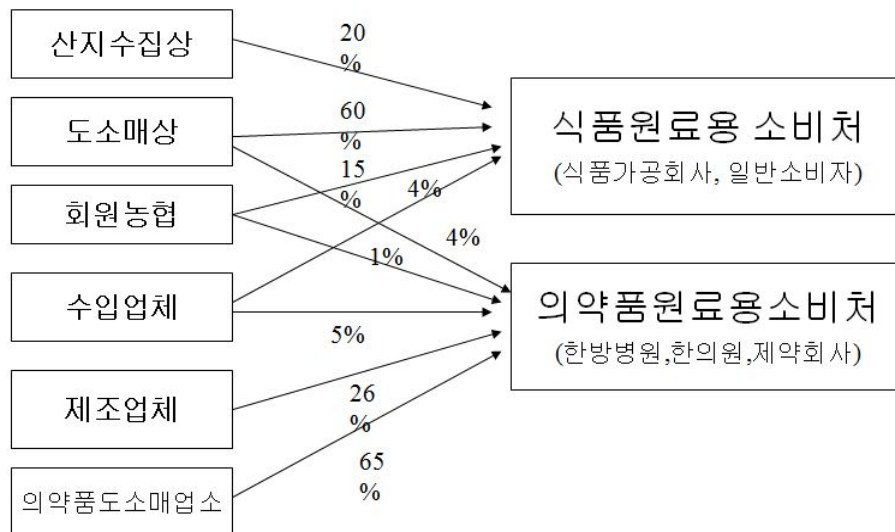 산지수집상
도소매상
회원농협
수입업체
제조업체
의약품도소매업소
20
%
60
%
15
%
4%
4%
1%
5%
26
%
65
%
식품원료용 소비처
(식품가공회사, 일반소비자)
의약품원료용소비처
(한방병원,한의원,제약회사)